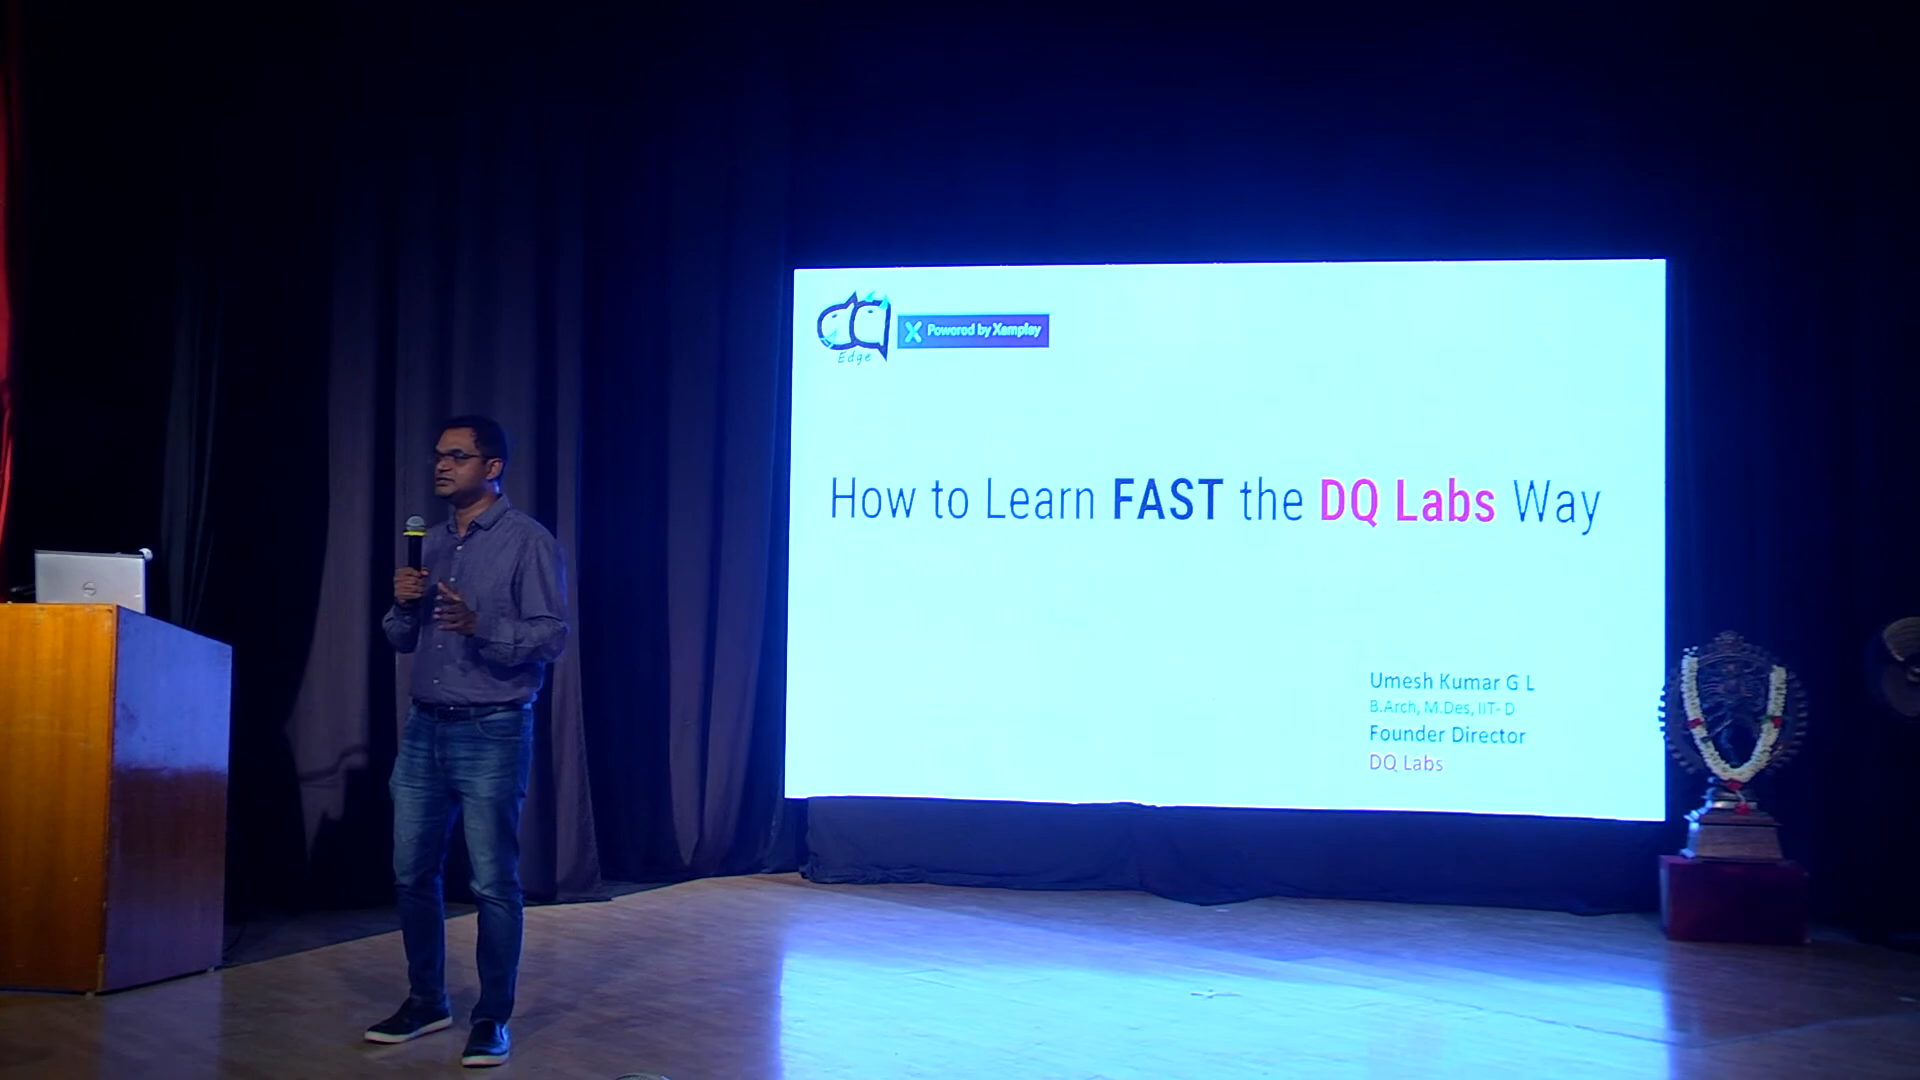 DQ
Edge
Powered by Xamplay
How to Learn FAST the DQ Labs Way
Umesh Kumar G L
B.Arch, M.Des, IIT- D
Founder Director
DQ Labs